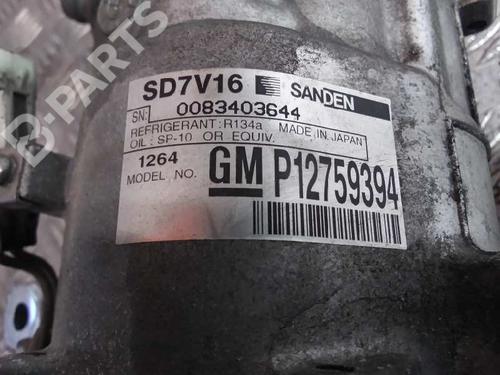 B-PARTS
SD7V16 SANDEN
SN: 0083403644
REFRIGERANT: R134a MADE IN JAPAN
OIL: SP-10 OR EQUIV.
1264
MODEL NO. GM P12759394